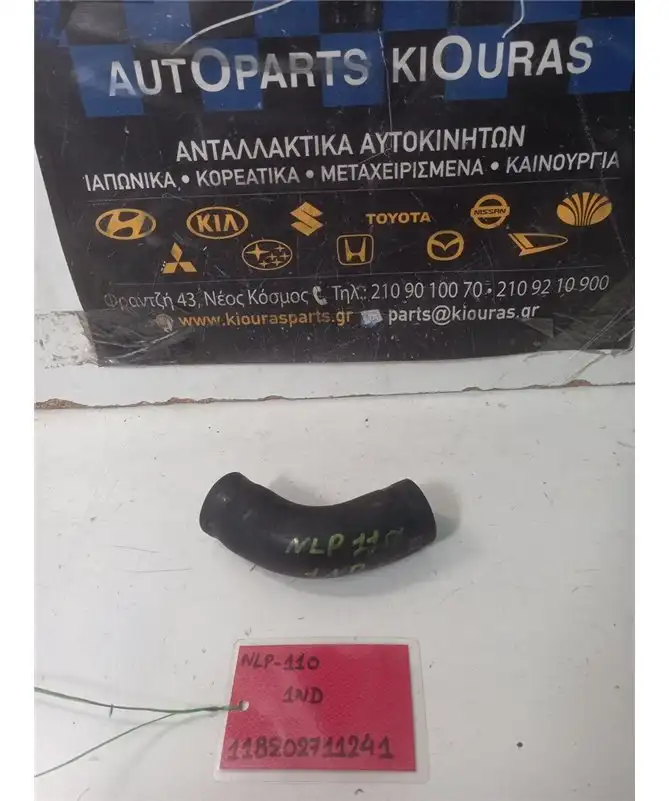 AUTOPARTS KIOURAS
ΑΝΤΑΛΛΑΚΤΙΚΑ ΑΥΤΟΚΙΝΗΤΩΝ
ΙΑΠΩΝΙΚΑ • ΚΟΡΕΑΤΙΚΑ • ΜΕΤΑΧΕΙΡΙΣΜΕΝΑ • ΚΑΙΝΟΥΡΓΙΑ
KIA TOYOTA NISSAN
Φραντζή 43, Νέος Κόσμος Τηλ.: 210 90 100 70 - 210 92 10 900
www.kiourasparts.gr parts@kiouras.gr
NLP 110
1ND
NLP-110
1ND
118202711241